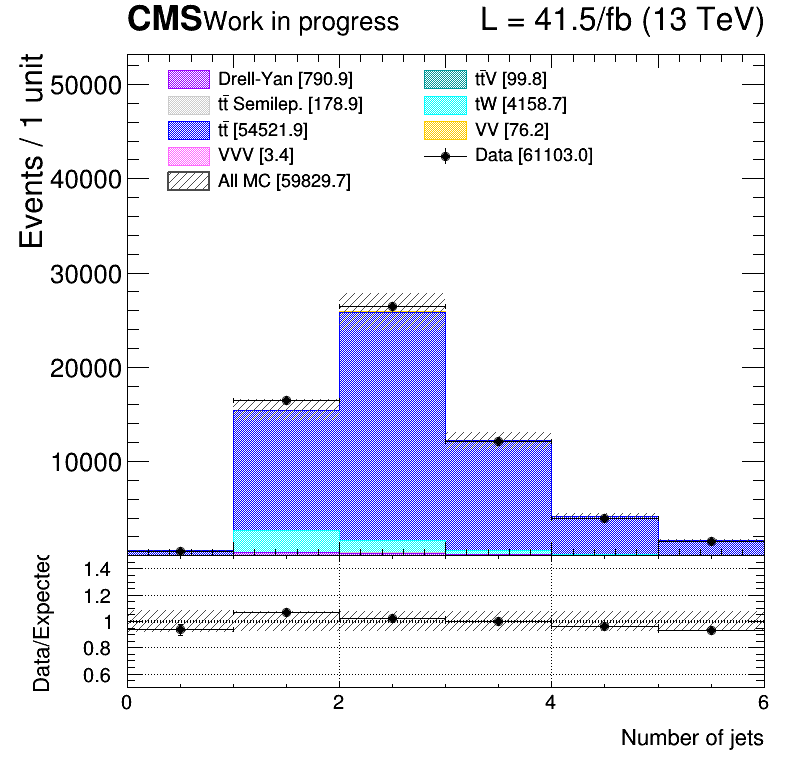 CMS Work in progress L = 41.5/fb (13 TeV)
Events / 1 unit
50000
40000
30000
20000
10000
Drell-Yan [790.9]
tt̄ Semilep. [178.9]
tt̄ [54521.9]
VVV [3.4]
All MC [59829.7]
tt̄V [99.8]
tW [4158.7]
VV [76.2]
Data [61103.0]
Data/Expected
1.4
1.2
1
0.8
0.6
0 2 4 6
Number of jets